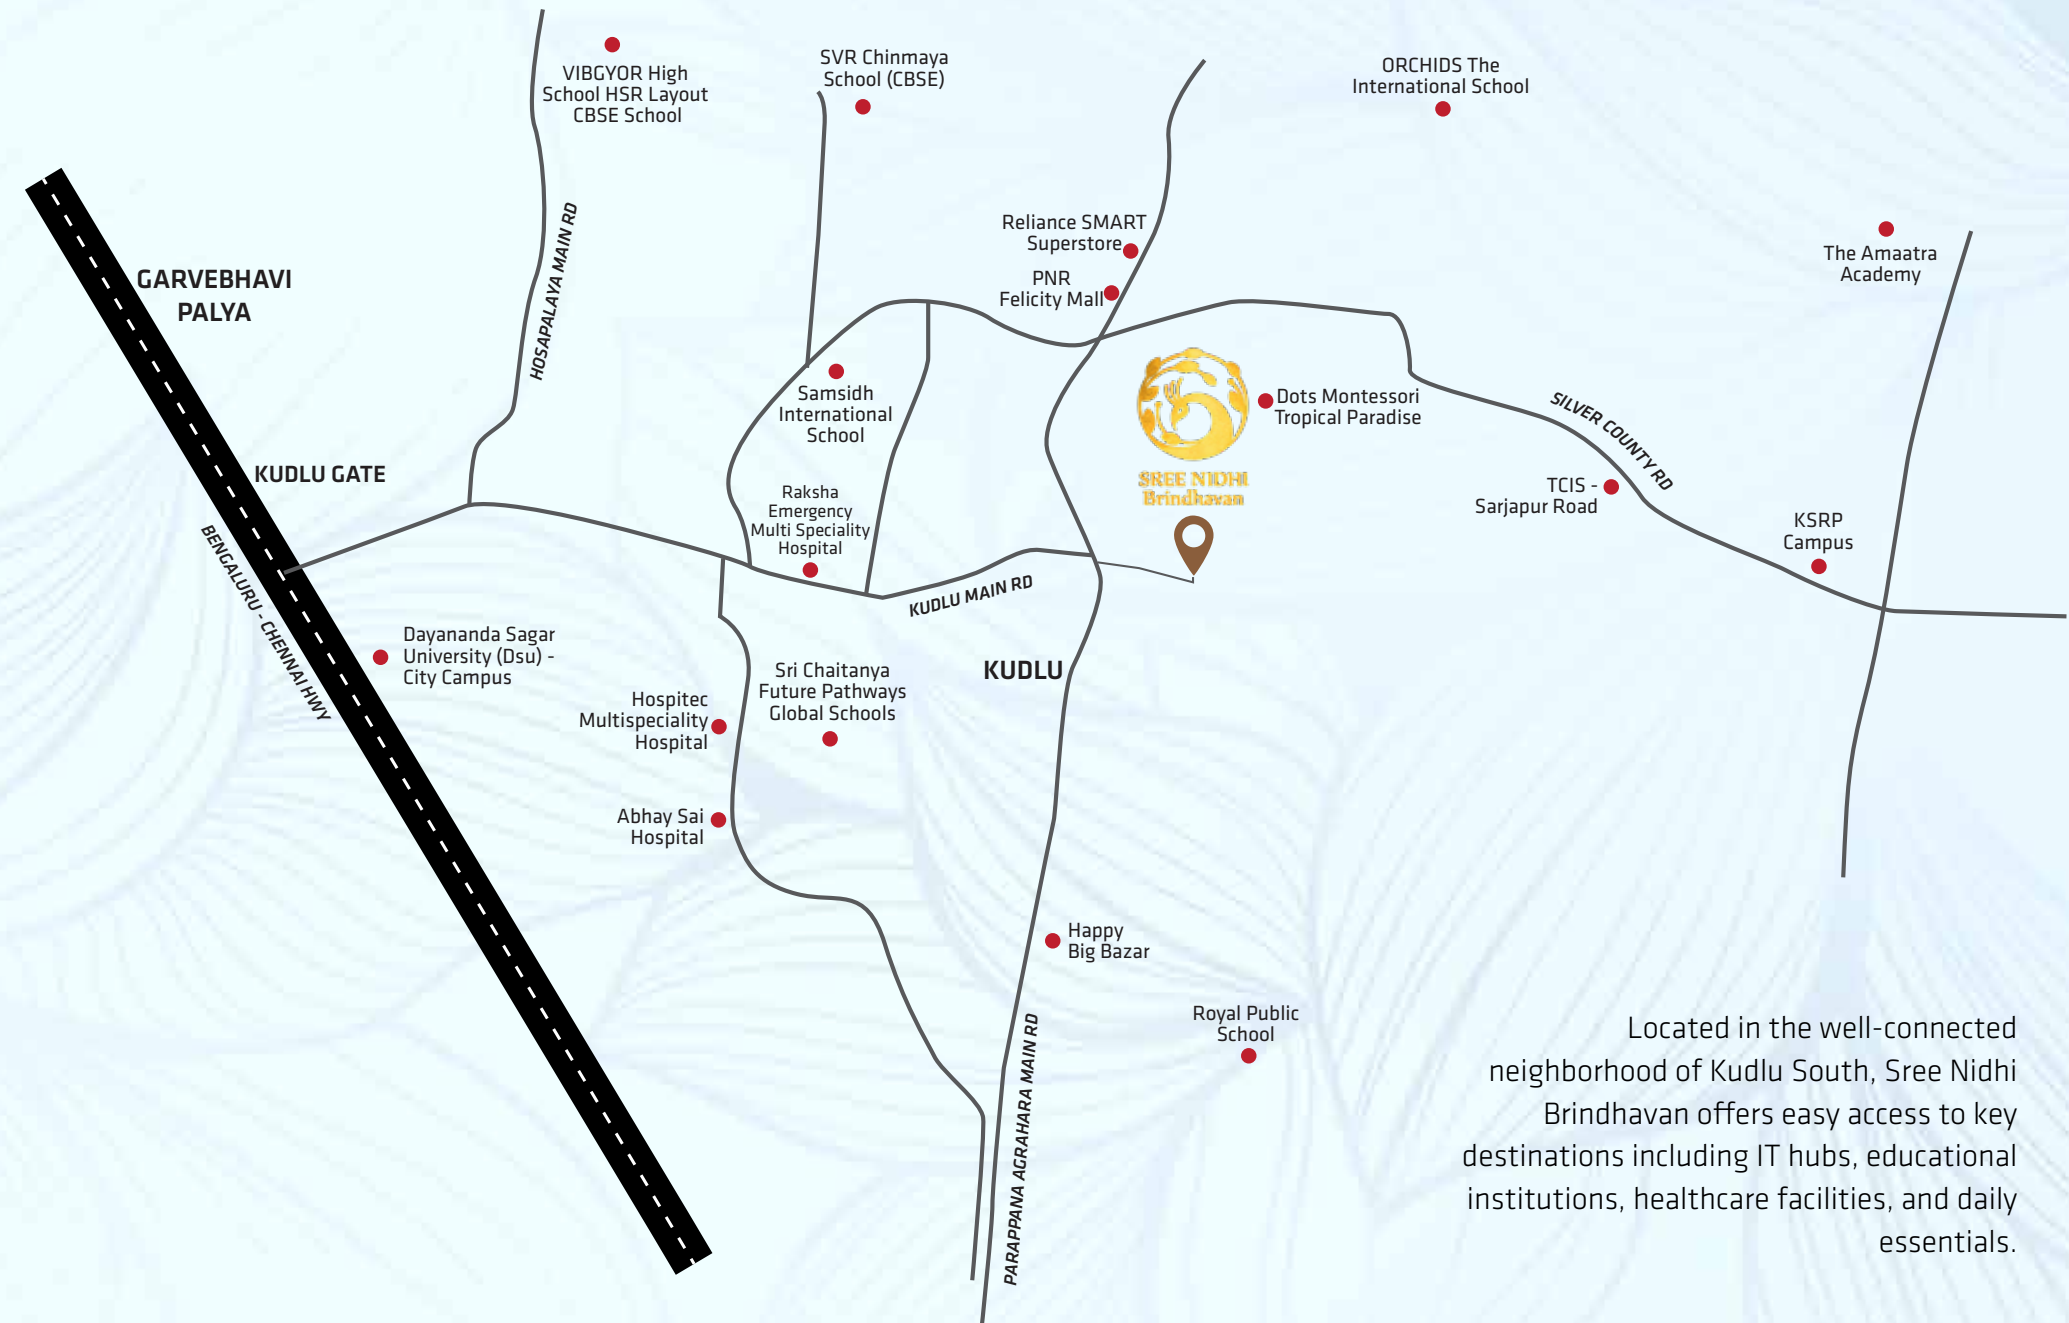 VIBGYOR High
School HSR Layout
CBSE School
SVR Chinmaya
School (CBSE)
ORCHIDS The
International School
Reliance SMART
Superstore
PNR
Felicity Mall
The Amaatra
Academy
GARVEBHAVI
PALYA
HOSAPALAYA MAIN RD
Samsidh
International
School
Dots Montessori
Tropical Paradise
SILVER COUNTY RD
KUDLU GATE
SREE NIDHI
Brindhavan
Raksha
Emergency
Multi Speciality
Hospital
TCIS -
Sarjapur Road
KSRP
Campus
BENGALURU - CHENNAI HWY
KUDLU MAIN RD
Dayananda Sagar
University (Dsu) -
City Campus
KUDLU
Sri Chaitanya
Future Pathways
Global Schools
Hospitec
Multispeciality
Hospital
Abhay Sai
Hospital
Happy
Big Bazar
Royal Public
School
PARAPPANA AGRAHARA MAIN RD
Located in the well-connected
neighborhood of Kudlu South, Sree Nidhi
Brindhavan offers easy access to key
destinations including IT hubs, educational
institutions, healthcare facilities, and daily
essentials.